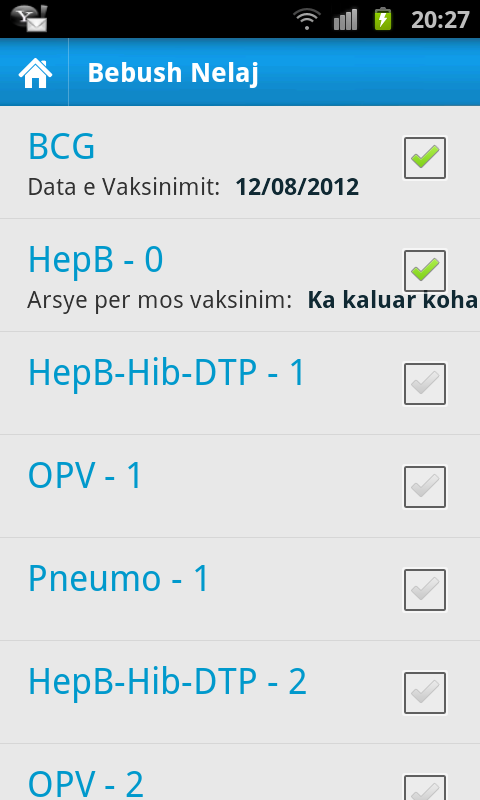 20:27
Bebush Nelaj
BCG
Data e Vaksinimit: 12/08/2012
HepB - 0
Arsye per mos vaksinim: Ka kaluar koha
HepB-Hib-DTP - 1
OPV - 1
Pneumo - 1
HepB-Hib-DTP - 2
OPV - 2